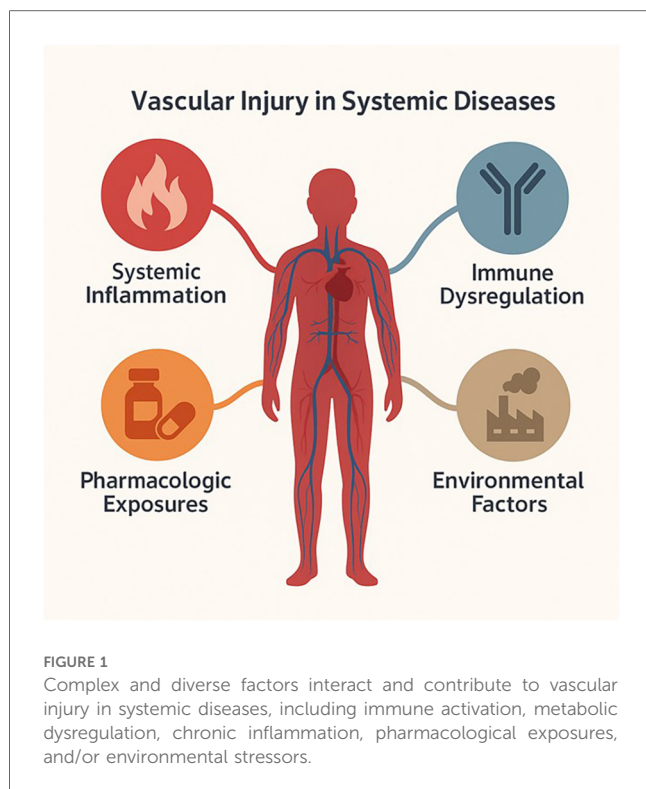 Vascular Injury in Systemic Diseases
Systemic
Inflammation
Immune
Dysregulation
Pharmacologic
Exposures
Environmental
Factors
FIGURE 1
Complex and diverse factors interact and contribute to vascular
injury in systemic diseases, including immune activation, metabolic
dysregulation, chronic inflammation, pharmacological exposures,
and/or environmental stressors.